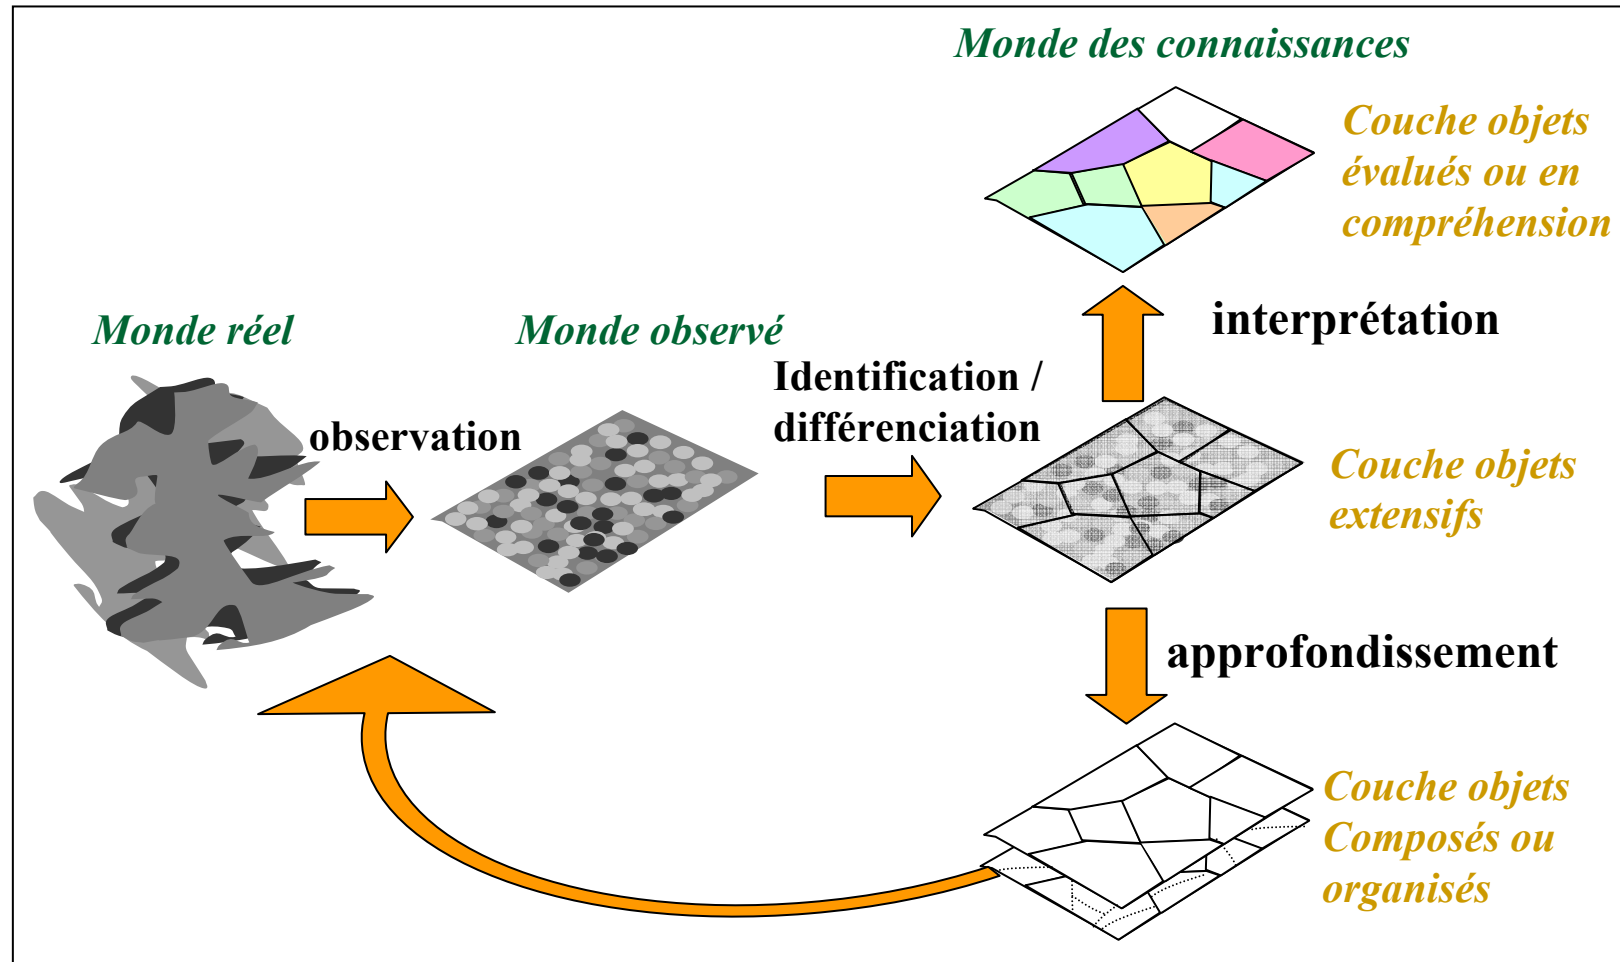 Monde des connaissances
Couche objets
évalués ou en
compréhension
interprétation
Monde réel
Monde observé
Identification /
différenciation
observation
Couche objets
extensifs
approfondissement
Couche objets
Composés ou
organisés